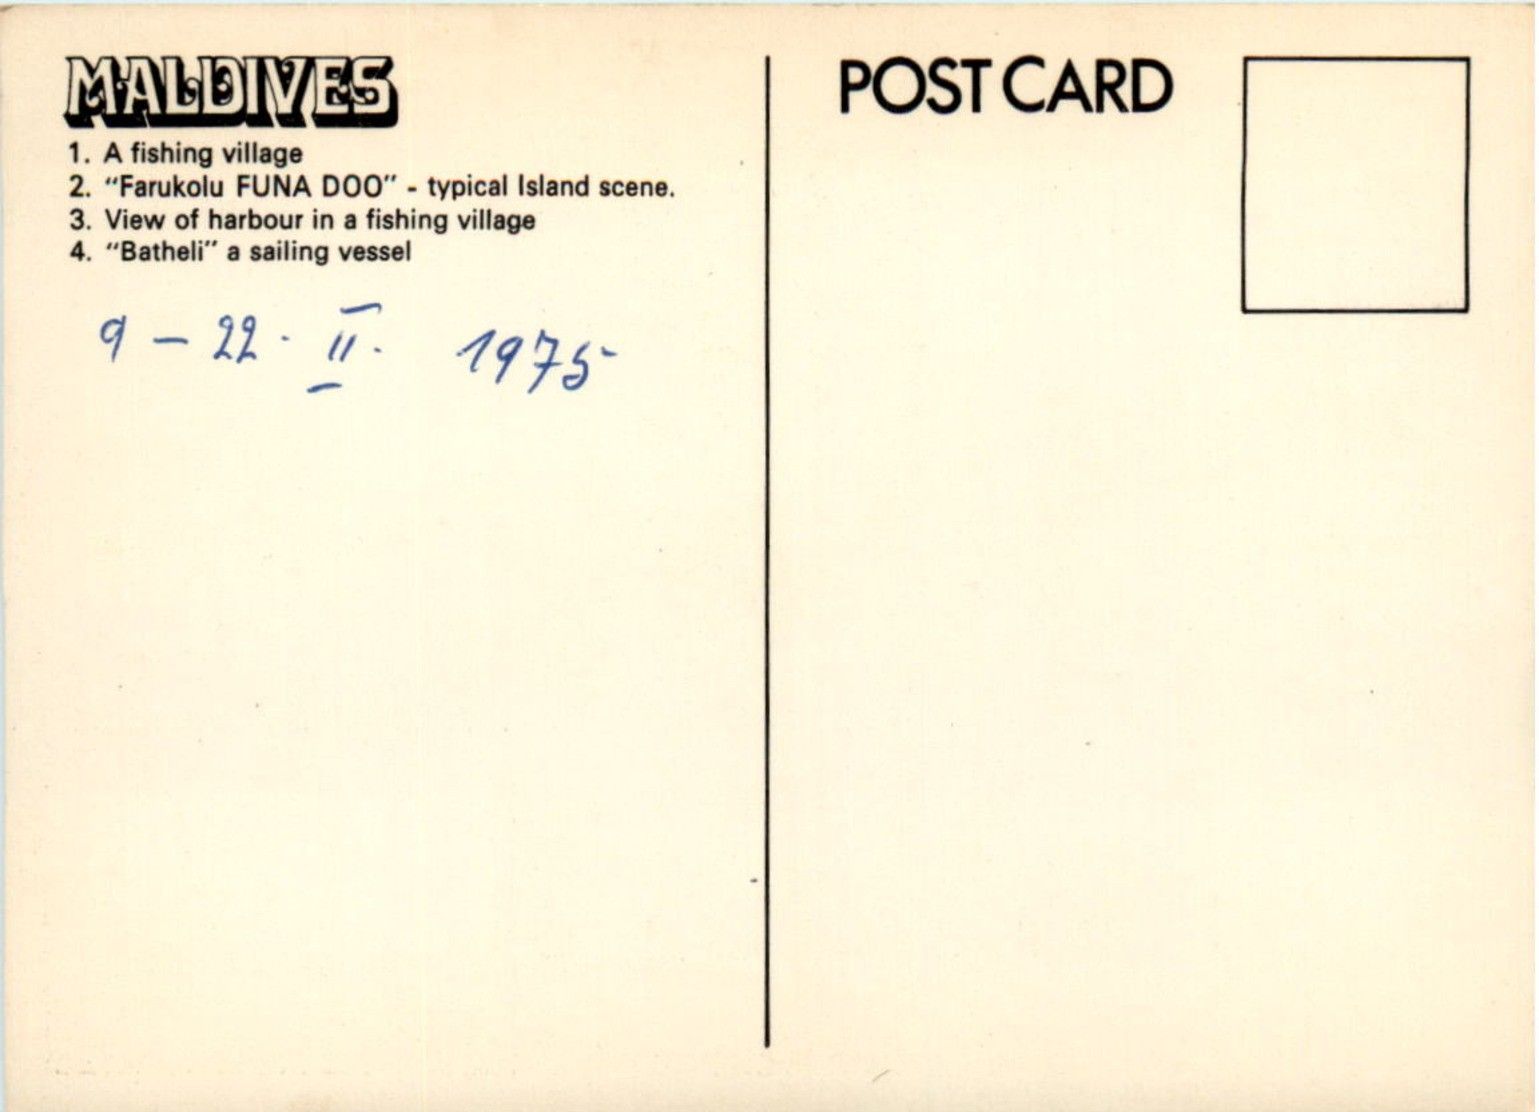 MALDIVES
1. A fishing village
2. “Farukolu FUNA DOO” - typical Island scene.
3. View of harbour in a fishing village
4. “Batheli” a sailing vessel
9 – 22. II. 1975
POST CARD